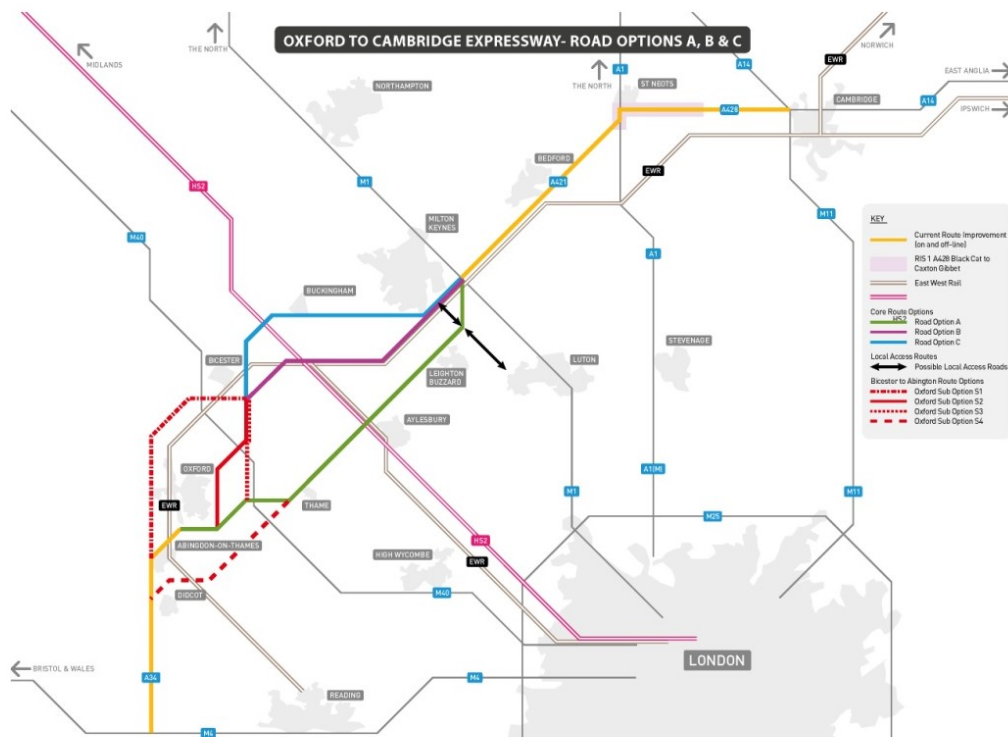 OXFORD TO CAMBRIDGE EXPRESSWAY- ROAD OPTIONS A, B & C
THE NORTH
MIDLANDS
NORTHAMPTON
THE NORTH
A1
ST NEOTS
A14
NORWICH
EWR
EAST ANGLIA
A14
IPSWICH
CAMBRIDGE
A428
BEDFORD
A421
EWR
M1
HS2
M40
MILTON
KEYNES
M11
A1
BUCKINGHAM
BICESTER
LEIGHTON
BUZZARD
LUTON
STEVENAGE
AYLESBURY
OXFORD
EWR
THAME
A1(M)
M1
M11
M25
ABINGDON-ON-THAMES
HIGH WYCOMBE
HS2
EWR
DIDCOT
M40
LONDON
BRISTOL & WALES
A34
READING
M4
M4
KEY
Current Route Improvement
(on and off-line)
RIS 1 A428 Black Cat to
Caxton Gibbet
East West Rail
HS2
Core Route Options
Road Option A
Road Option B
Road Option C
Local Access Routes
Possible Local Access Roads
Bicester to Abington Route Options
Oxford Sub Option S1
Oxford Sub Option S2
Oxford Sub Option S3
Oxford Sub Option S4